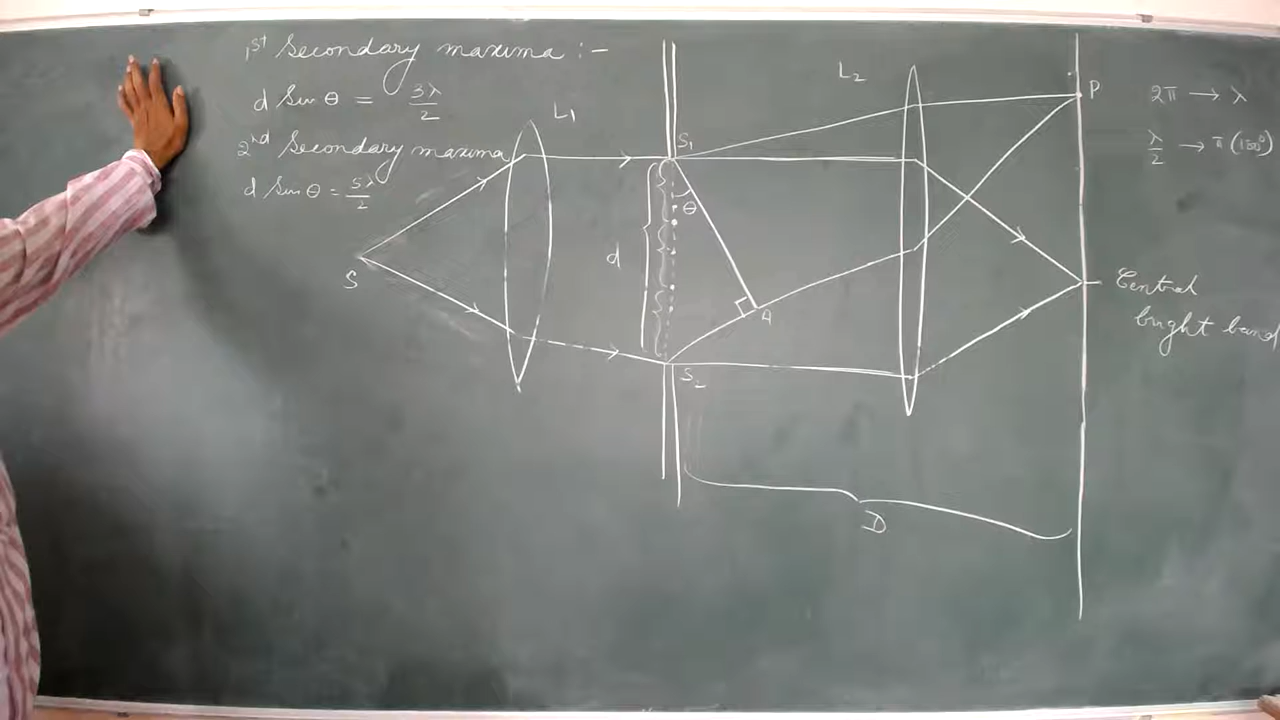 1st Secondary maxima :-
d Sin θ = 3λ/2
2nd Secondary maxima
d Sin θ = 5λ/2
L1
S
S1
θ
d
A
S2
L2
P
D
2π → λ
λ/2 → π (180°)
Central
bright band